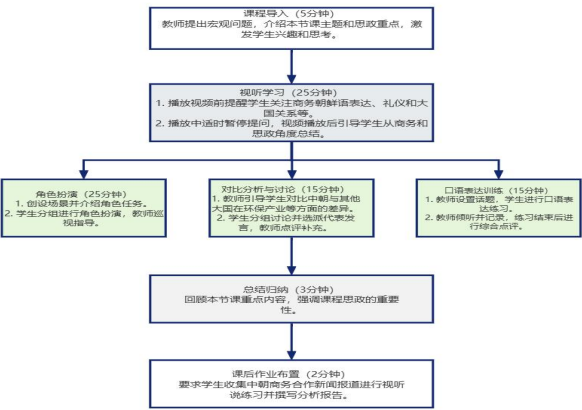 课程导入（5分钟）
教师提出宏观问题，介绍本节课主题和思政重点，激
发学生兴趣和思考。
视听学习（25分钟）
1. 播放视频前提醒学生关注商务朝鲜语表达、礼仪和大
国关系等。
2. 播放中适时暂停提问，视频播放后引导学生从商务和
思政角度总结。
角色扮演（25分钟）
1. 创设场景并介绍角色任务。
2. 学生分组进行角色扮演，教师巡
视指导。
对比分析与讨论（15分钟）
1. 教师引导学生对比中朝与其他
大国在环保产业等方面的差异。
2. 学生分组讨论并选派代表发
言，教师点评补充。
口语表达训练（15分钟）
1. 教师设置话题，学生进行口语表
达练习。
2. 教师倾听并记录，练习结束后进
行综合点评。
总结归纳（3分钟）
回顾本节课重点内容，强调课程思政的重要
性。
课后作业布置（2分钟）
要求学生收集中朝商务合作新闻报道进行视听
说练习并撰写分析报告。